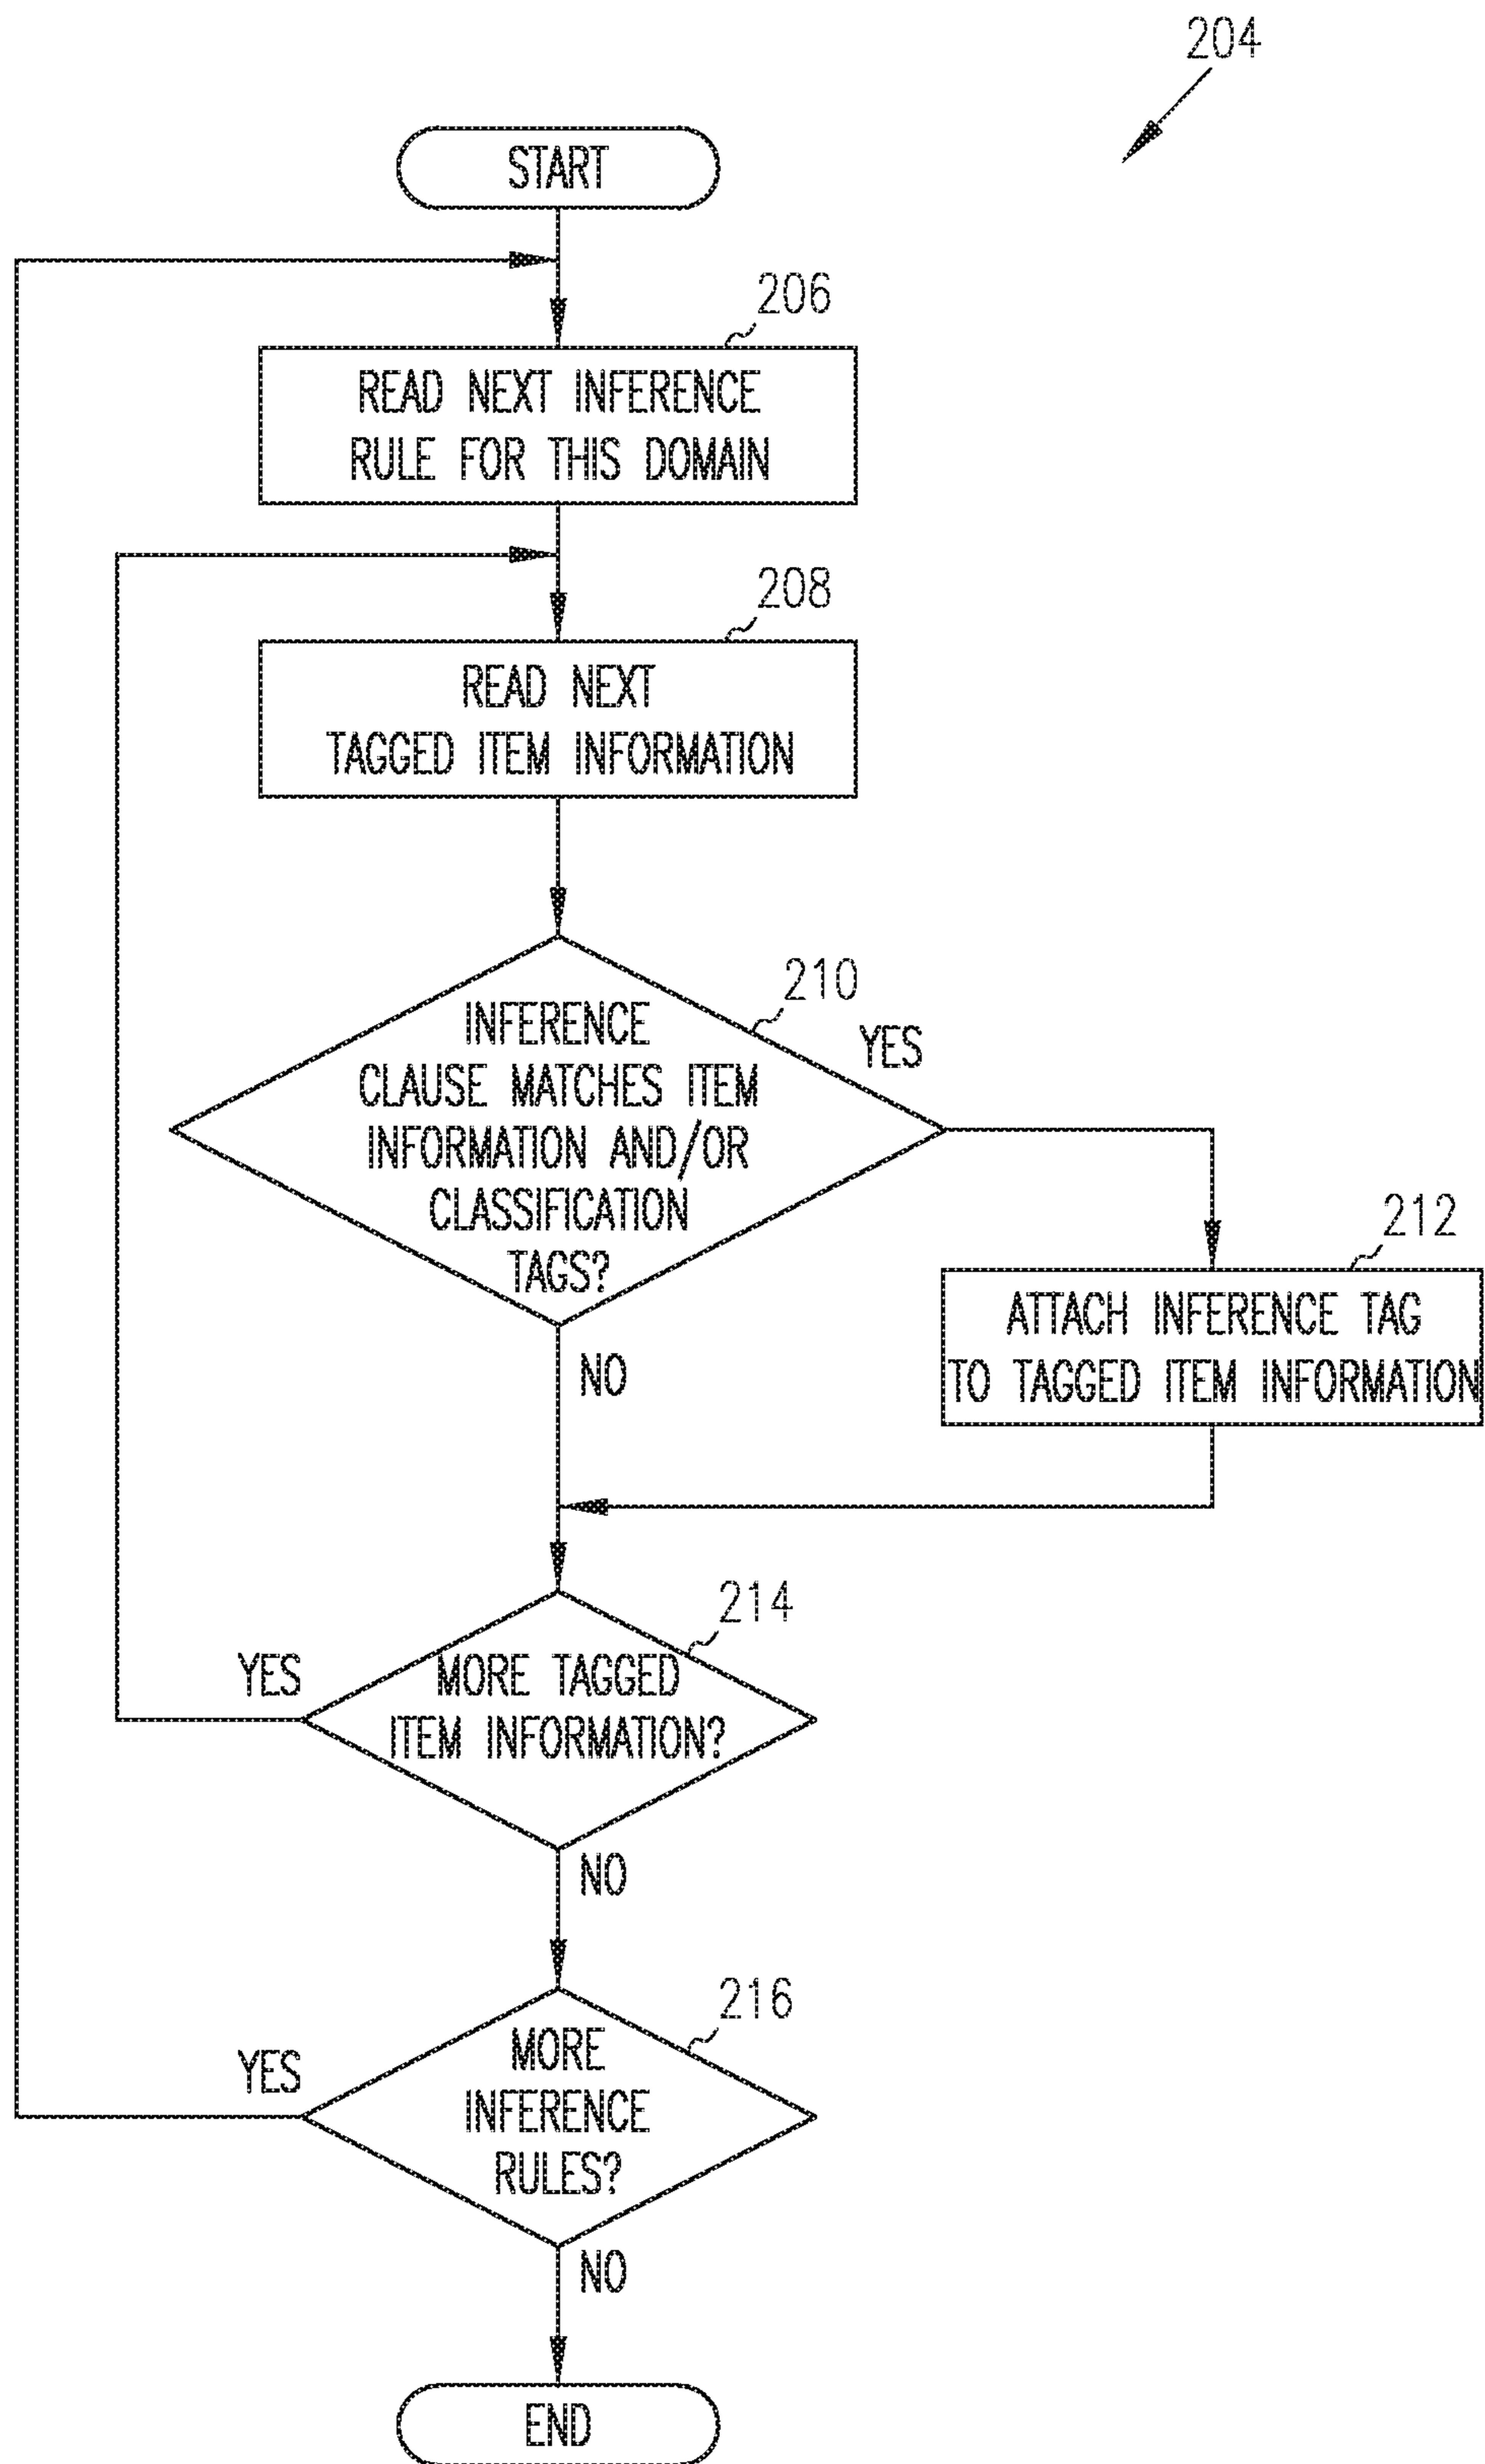 204
START
206
READ NEXT INFERENCE
RULE FOR THIS DOMAIN
208
READ NEXT
TAGGED ITEM INFORMATION
210
INFERENCE
CLAUSE MATCHES ITEM
INFORMATION AND/OR
CLASSIFICATION
TAGS?
YES
212
ATTACH INFERENCE TAG
TO TAGGED ITEM INFORMATION
NO
214
MORE TAGGED
ITEM INFORMATION?
YES
NO
216
MORE
INFERENCE
RULES?
YES
NO
END